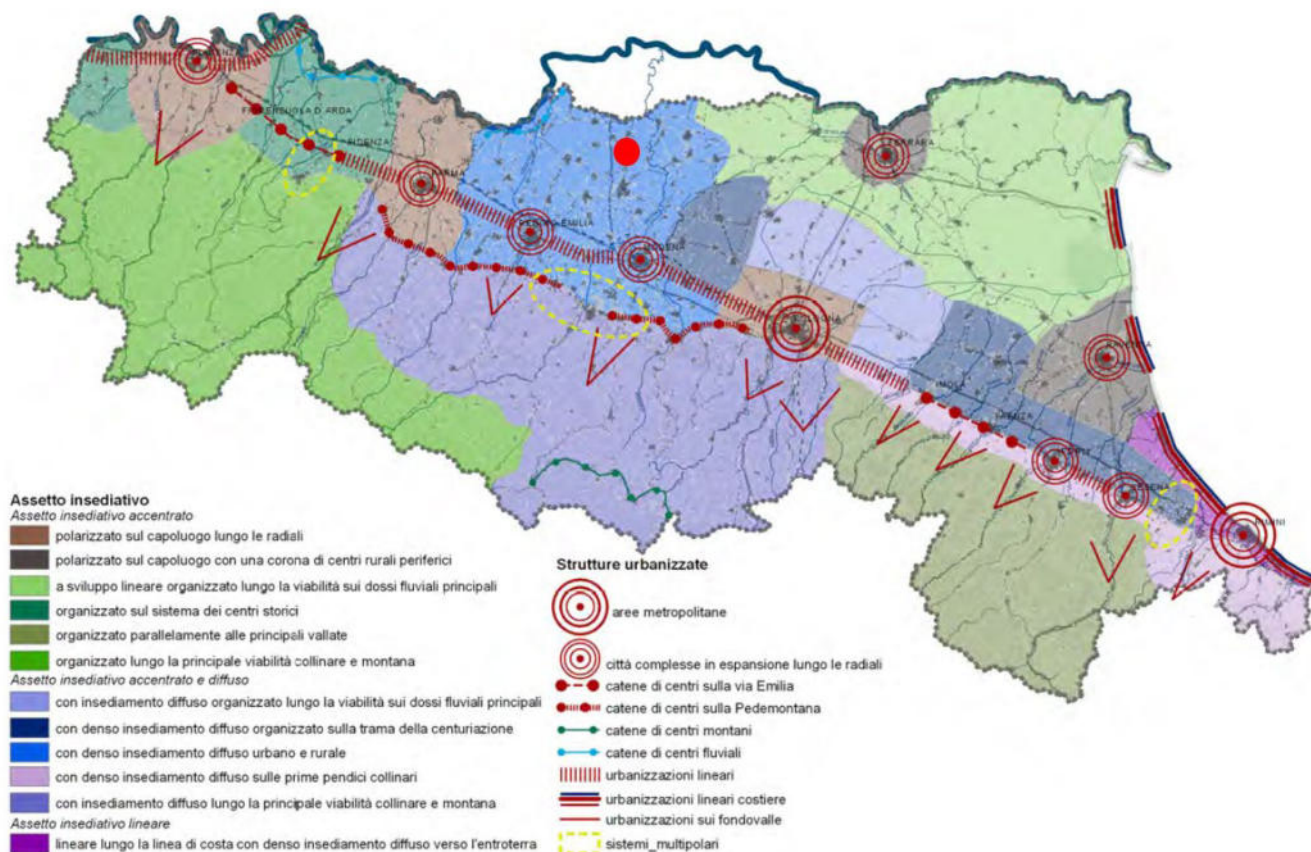 FIDENZA
PARMA
REGGIO EMILIA
MODENA
BOLOGNA
FERRARA
RAVENNA
IMOLA
FAENZA
CESENA
RIMINI
Assetto insediativo
Assetto insediativo accentrato
polarizzato sul capoluogo lungo le radiali
polarizzato sul capoluogo con una corona di centri rurali periferici
a sviluppo lineare organizzato lungo la viabilità sui dossi fluviali principali
organizzato sul sistema dei centri storici
organizzato parallelamente alle principali vallate
organizzato lungo la principale viabilità collinare e montana
Assetto insediativo accentrato e diffuso
con insediamento diffuso organizzato lungo la viabilità sui dossi fluviali principali
con denso insediamento diffuso organizzato sulla trama della centuriazione
con denso insediamento diffuso urbano e rurale
con denso insediamento diffuso sulle prime pendici collinari
con insediamento diffuso lungo la principale viabilità collinare e montana
Assetto insediativo lineare
lineare lungo la linea di costa con denso insediamento diffuso verso l'entroterra
Strutture urbanizzate
aree metropolitane
città complesse in espansione lungo le radiali
catene di centri sulla via Emilia
catene di centri sulla Pedemontana
catene di centri montani
catene di centri fluviali
urbanizzazioni lineari
urbanizzazioni lineari costiere
urbanizzazioni sui fondovalle
sistemi_multipolari